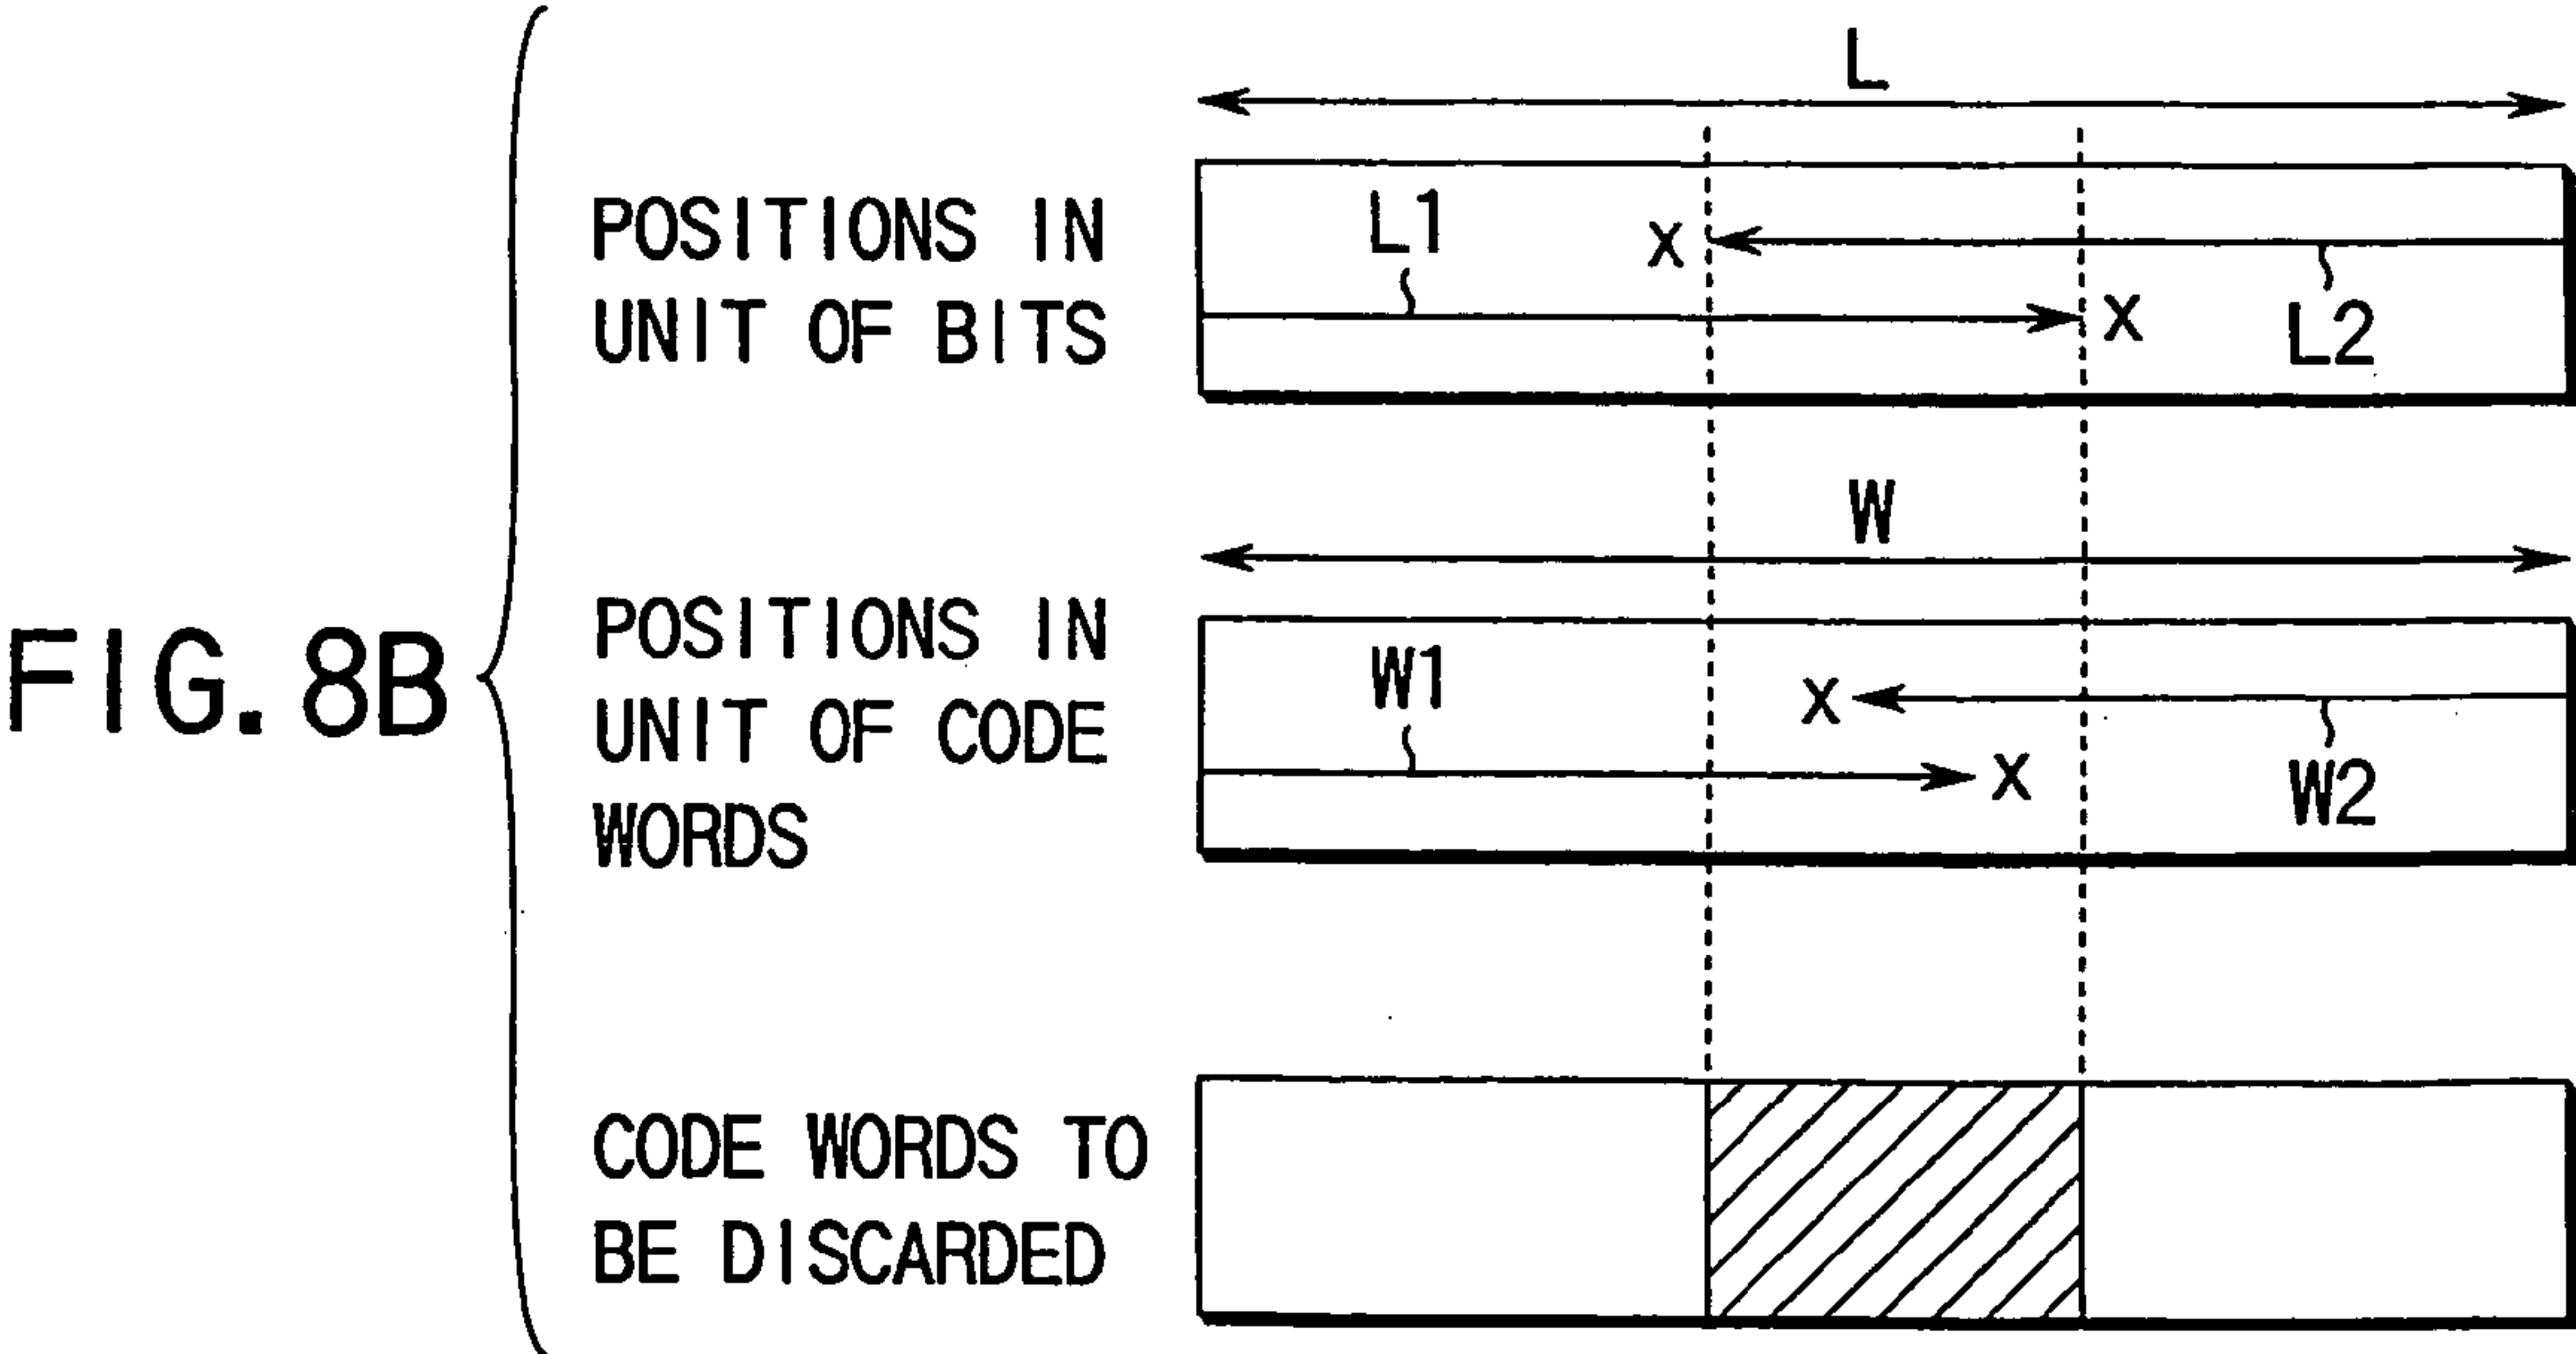 FIG. 8B
L
POSITIONS IN
UNIT OF BITS
L1
X
X
L2
W
POSITIONS IN
UNIT OF CODE
WORDS
W1
X
X
W2
CODE WORDS TO
BE DISCARDED